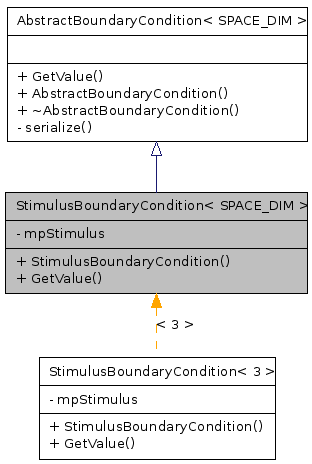 AbstractBoundaryCondition< SPACE_DIM >
+ GetValue()
+ AbstractBoundaryCondition()
+ ~AbstractBoundaryCondition()
- serialize()
StimulusBoundaryCondition< SPACE_DIM >
- mpStimulus
+ StimulusBoundaryCondition()
+ GetValue()
< 3 >
StimulusBoundaryCondition< 3 >
- mpStimulus
+ StimulusBoundaryCondition()
+ GetValue()